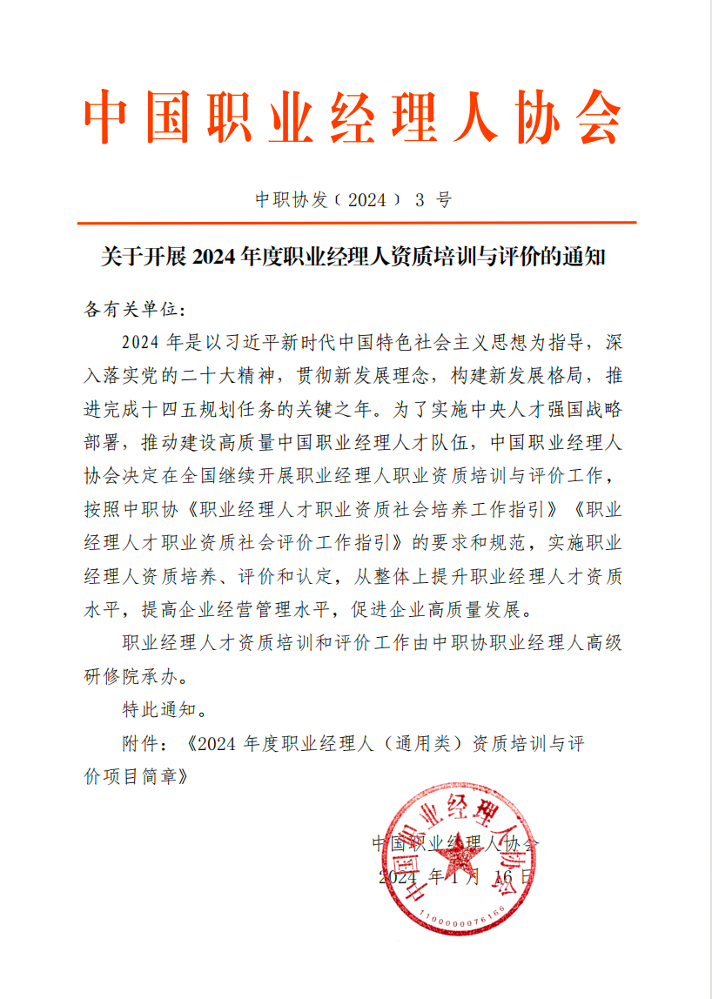 中国职业经理人协会
中职协发﹝2024﹞ 3 号
关于开展 2024 年度职业经理人资质培训与评价的通知
各有关单位：
2024 年是以习近平新时代中国特色社会主义思想为指导，深
入落实党的二十大精神，贯彻新发展理念，构建新发展格局，推
进完成十四五规划任务的关键之年。为了实施中央人才强国战略
部署，推动建设高质量中国职业经理人才队伍，中国职业经理人
协会决定在全国继续开展职业经理人职业资质培训与评价工作，
按照中职协《职业经理人才职业资质社会培养工作指引》《职业
经理人才职业资质社会评价工作指引》的要求和规范，实施职业
经理人资质培养、评价和认定，从整体上提升职业经理人才资质
水平，提高企业经营管理水平，促进企业高质量发展。
职业经理人才资质培训和评价工作由中职协职业经理人高级
研修院承办。
特此通知。
附件：《2024 年度职业经理人（通用类）资质培训与评
价项目简章》
中国职业经理人协会
2024 年 1 月 16 日
中国职业经理人协会
1100000076166